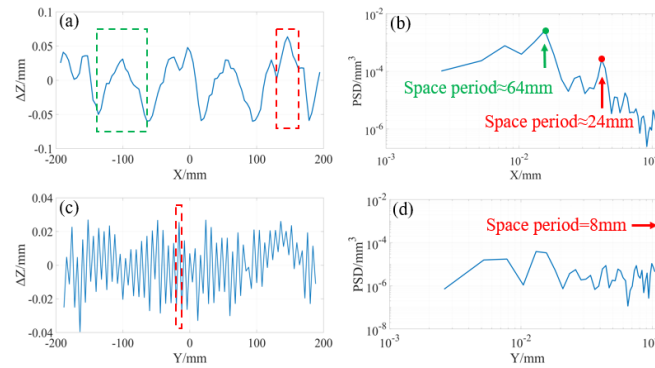 (a)
0.1
0.05
0
-0.05
-0.1
ΔZ/mm
-200 -100 0 100 200
X/mm
(b)
10-2
10-4
10-6
PSD/mm3
Space period≈64mm
Space period≈24mm
10-3 10-2 10
X/mm
(c)
0.04
0.02
0
-0.02
-0.04
ΔZ/mm
-200 -100 0 100 200
Y/mm
(d)
10-2
10-4
10-6
10-8
PSD/mm3
Space period=8mm
10-3 10-2 10
Y/mm